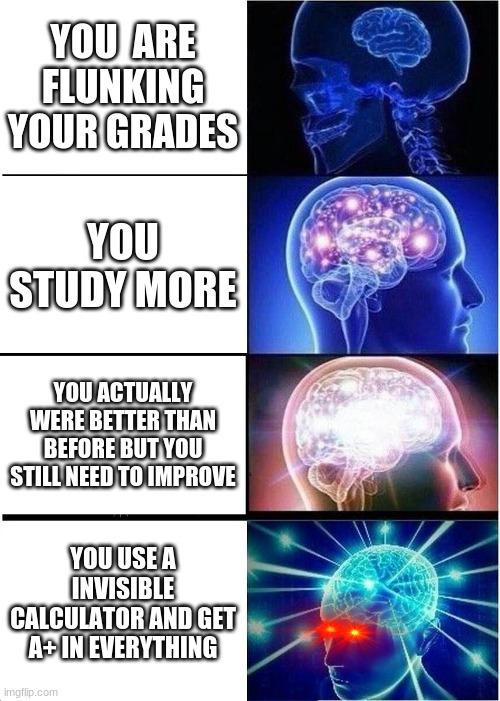 YOU ARE
FLUNKING
YOUR GRADES
YOU
STUDY MORE
YOU ACTUALLY
WERE BETTER THAN
BEFORE BUT YOU
STILL NEED TO IMPROVE
YOU USE A
INVISIBLE
CALCULATOR AND GET
A+ IN EVERYTHING
imgflip.com